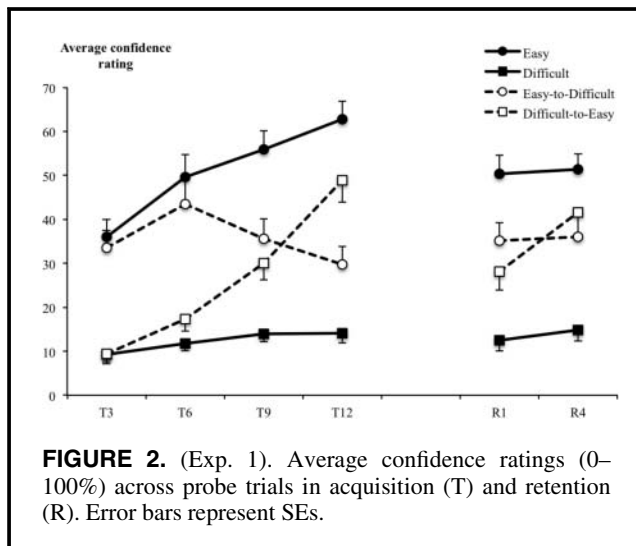 Average confidence
rating
Easy
Difficult
Easy-to-Difficult
Difficult-to-Easy
70
60
50
40
30
20
10
0
T3 T6 T9 T12 R1 R4
FIGURE 2. (Exp. 1). Average confidence ratings (0–
100%) across probe trials in acquisition (T) and retention
(R). Error bars represent SEs.